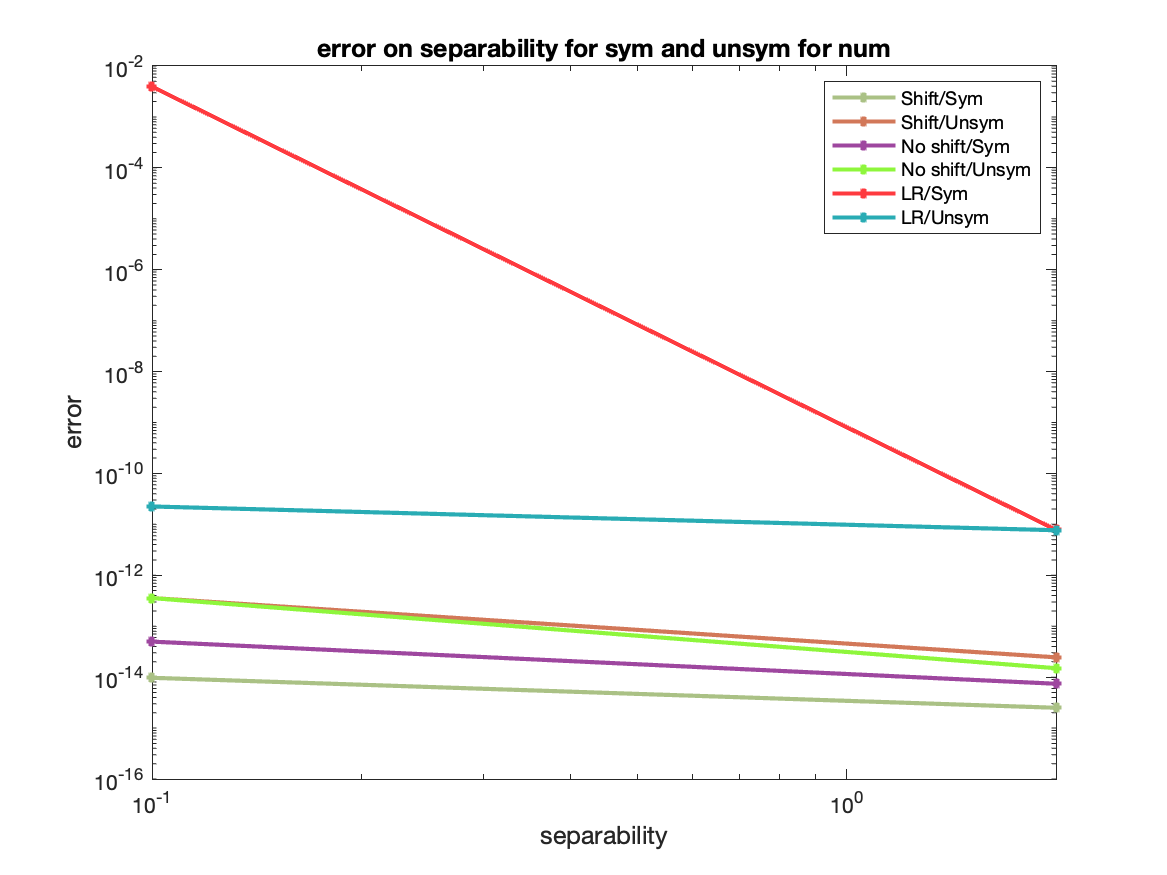 error on separability for sym and unsym for num
10^-2
10^-4
10^-6
10^-8
10^-10
10^-12
10^-14
10^-16
error
Shift/Sym
Shift/Unsym
No shift/Sym
No shift/Unsym
LR/Sym
LR/Unsym
10^-1
10^0
separability